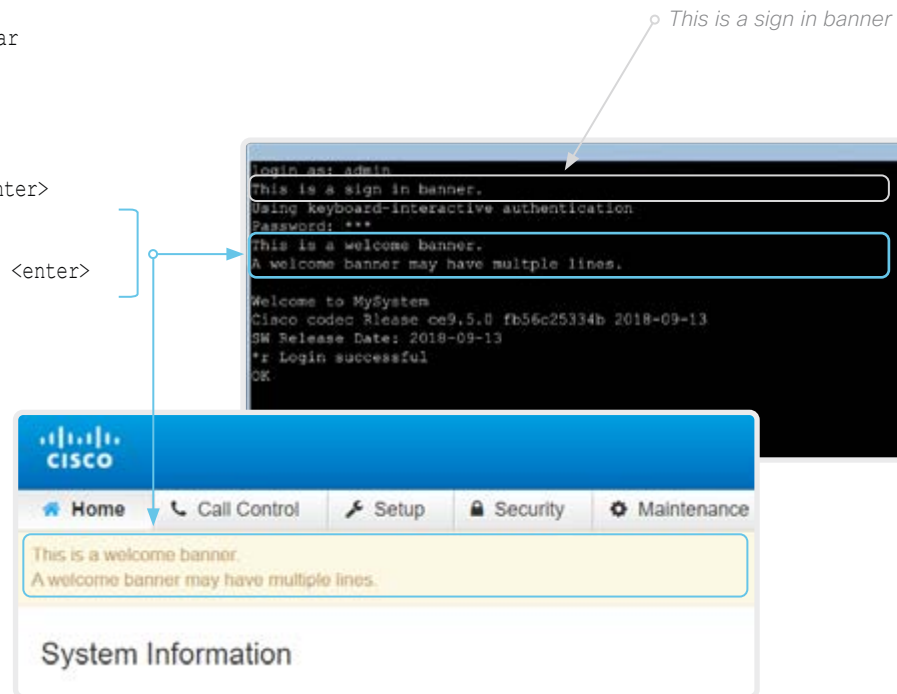 This is a sign in banner
ar
nter>
<enter>
login as: admin
This is a sign in banner.
Using keyboard-interactive authentication
Password: ***
This is a welcome banner.
A welcome banner may have multple lines.
Welcome to MySystem
Cisco codec Rlease ce9.5.0 fb56c25334b 2018-09-13
SW Release Date: 2018-09-13
*r Login successful
OK
CISCO
Home Call Control Setup Security Maintenance
This is a welcome banner.
A welcome banner may have multiple lines.
System Information